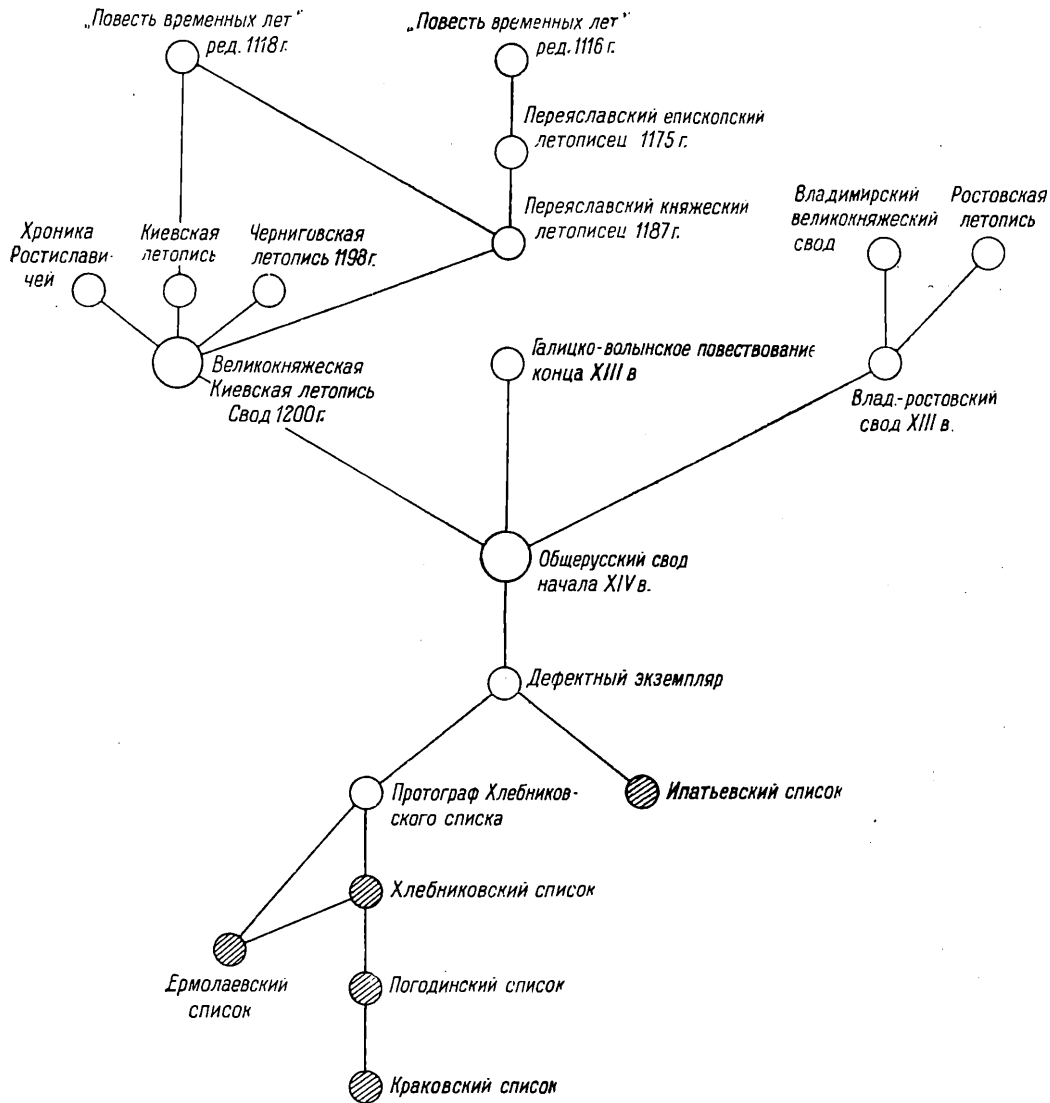 „Повесть временных лет“
ред. 1118 г.
„Повесть временных лет“
ред. 1116 г.
Переяславский епископский
летописец 1175 г.
Переяславский княжеский
летописец 1187 г.
Владимирский
великокняжеский
свод
Ростовская
летопись
Хроника
Ростислави-
чей
Киевская
летопись
Черниговская
летопись 1198г.
Великокняжеская
Киевская летопись
Свод 1200г.
Галицко-волынское повествование
конца XIII в
Влад.-ростовский
свод XIII в.
Общерусский свод
начала XIV в.
Дефектный экземпляр
Протограф Хлебников-
ского списка
Ипатьевский список
Хлебниковский список
Ермолаевский
список
Погодинский список
Краковский список